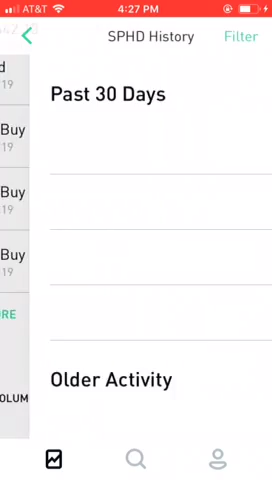 AT&T 4:27 PM
SPHD History
Filter
d
19
Past 30 Days
Buy
19
Buy
19
Buy
19
ORE
Older Activity
OLUM